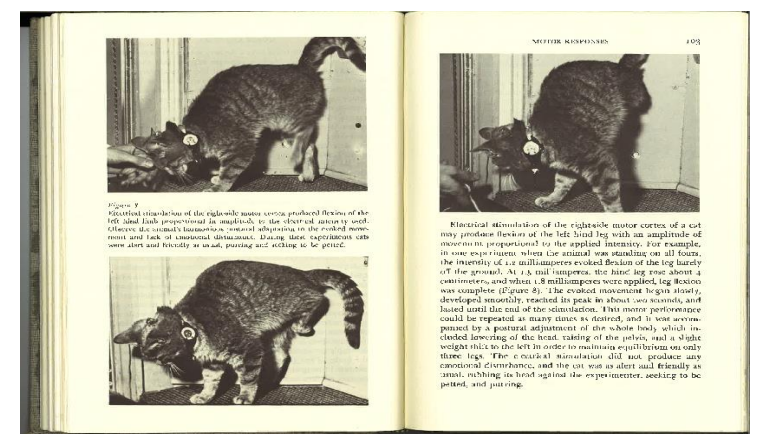 Figure 8
Electrical stimulation of the right-side motor cortex produced flexion of the
left hind limb proportional in amplitude to the electrical intensity used.
Observe the animal's harmonious postural adaptation to the evoked move-
ment and lack of emotional disturbance. During these experiments cats
were alert and friendly as usual, purring and seeking to be petted.
MOTOR RESPONSES 103
Electrical stimulation of the right-side motor cortex of a cat
may produce flexion of the left hind leg with an amplitude of
movement proportional to the applied intensity. For example,
in one experiment when the animal was standing on all fours,
the intensity of 1.2 milliamperes evoked flexion of the leg barely
off the ground. At 1.5 milliamperes, the hind leg rose about 4
centimeters, and when 1.8 milliamperes were applied, leg flexion
was complete (Figure 8). The evoked movement began slowly,
developed smoothly, reached its peak in about two seconds, and
lasted until the end of the stimulation. This motor performance
could be repeated as many times as desired, and it was accom-
panied by a postural adjustment of the whole body which in-
cluded lowering of the head, raising of the pelvis, and a slight
weight shift to the left in order to maintain equilibrium on only
three legs. The electrical stimulation did not produce any
emotional disturbance, and the cat was as alert and friendly as
usual, rubbing its head against the experimenter, seeking to be
petted, and purring.